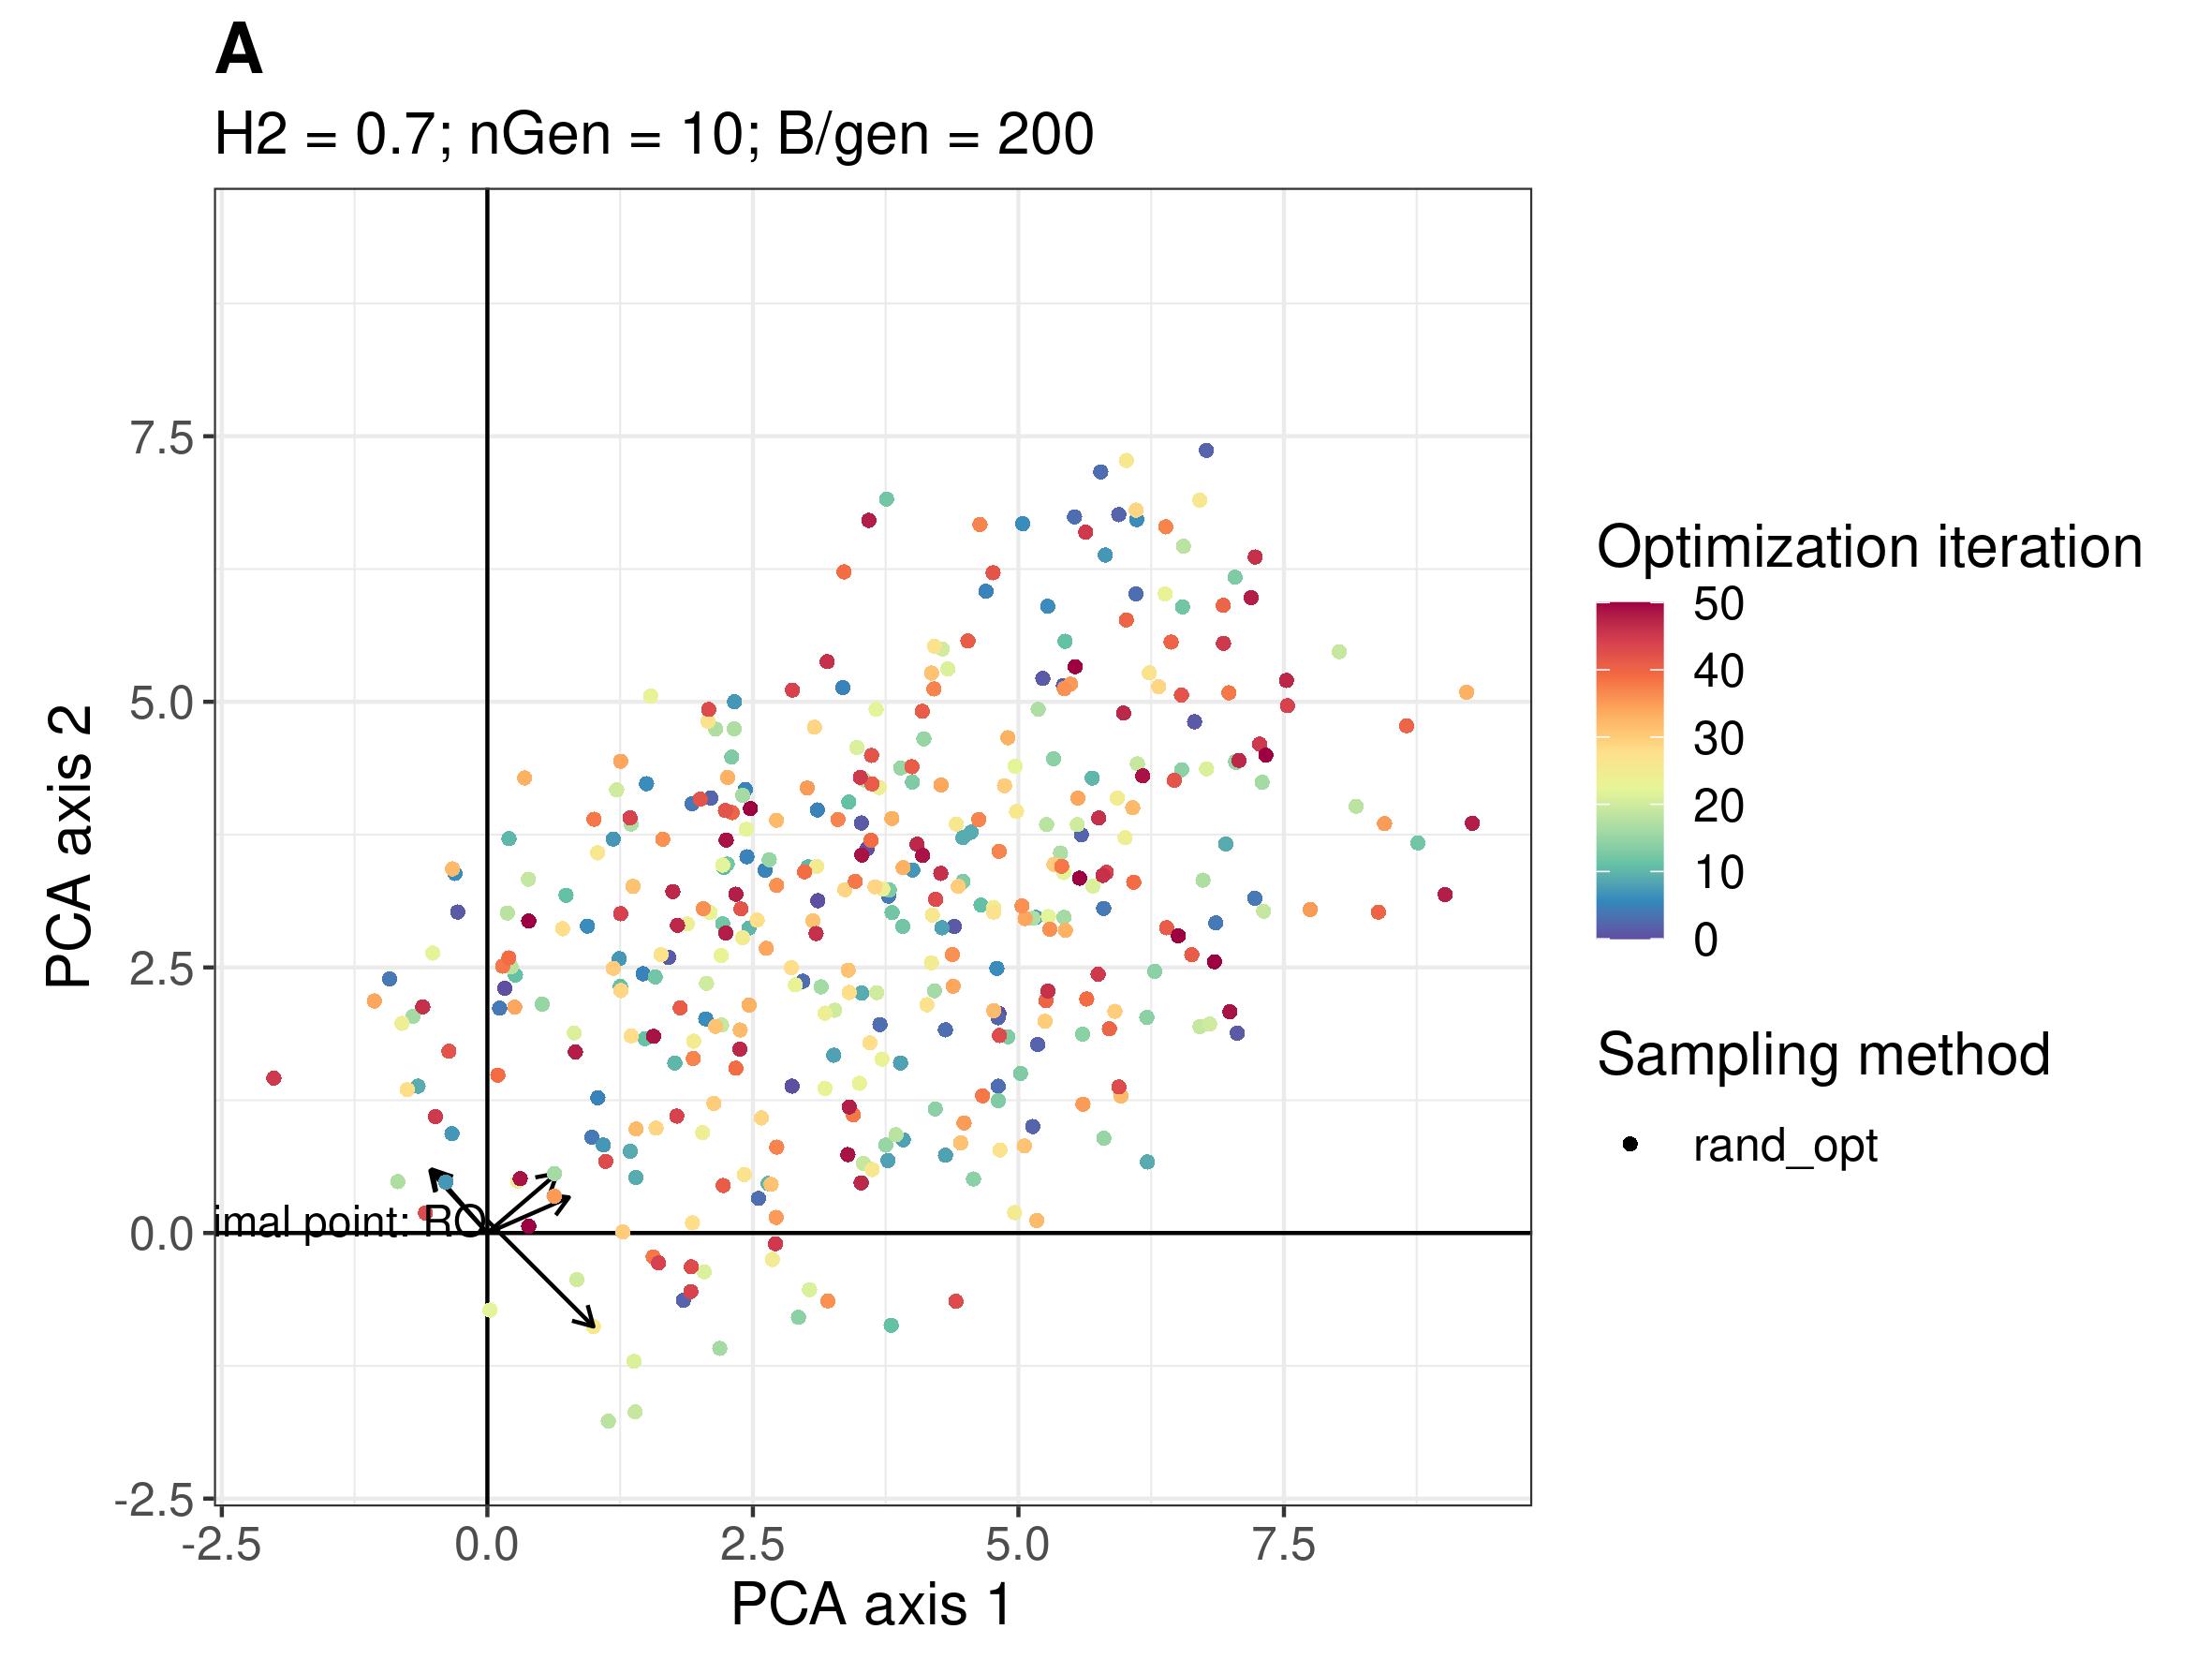 A
H2 = 0.7; nGen = 10; B/gen = 200
7.5
5.0
2.5
0.0
-2.5
-2.5
0.0
2.5
5.0
7.5
PCA axis 1
PCA axis 2
imal point: RO
Optimization iteration
50
40
30
20
10
0
Sampling method
rand_opt